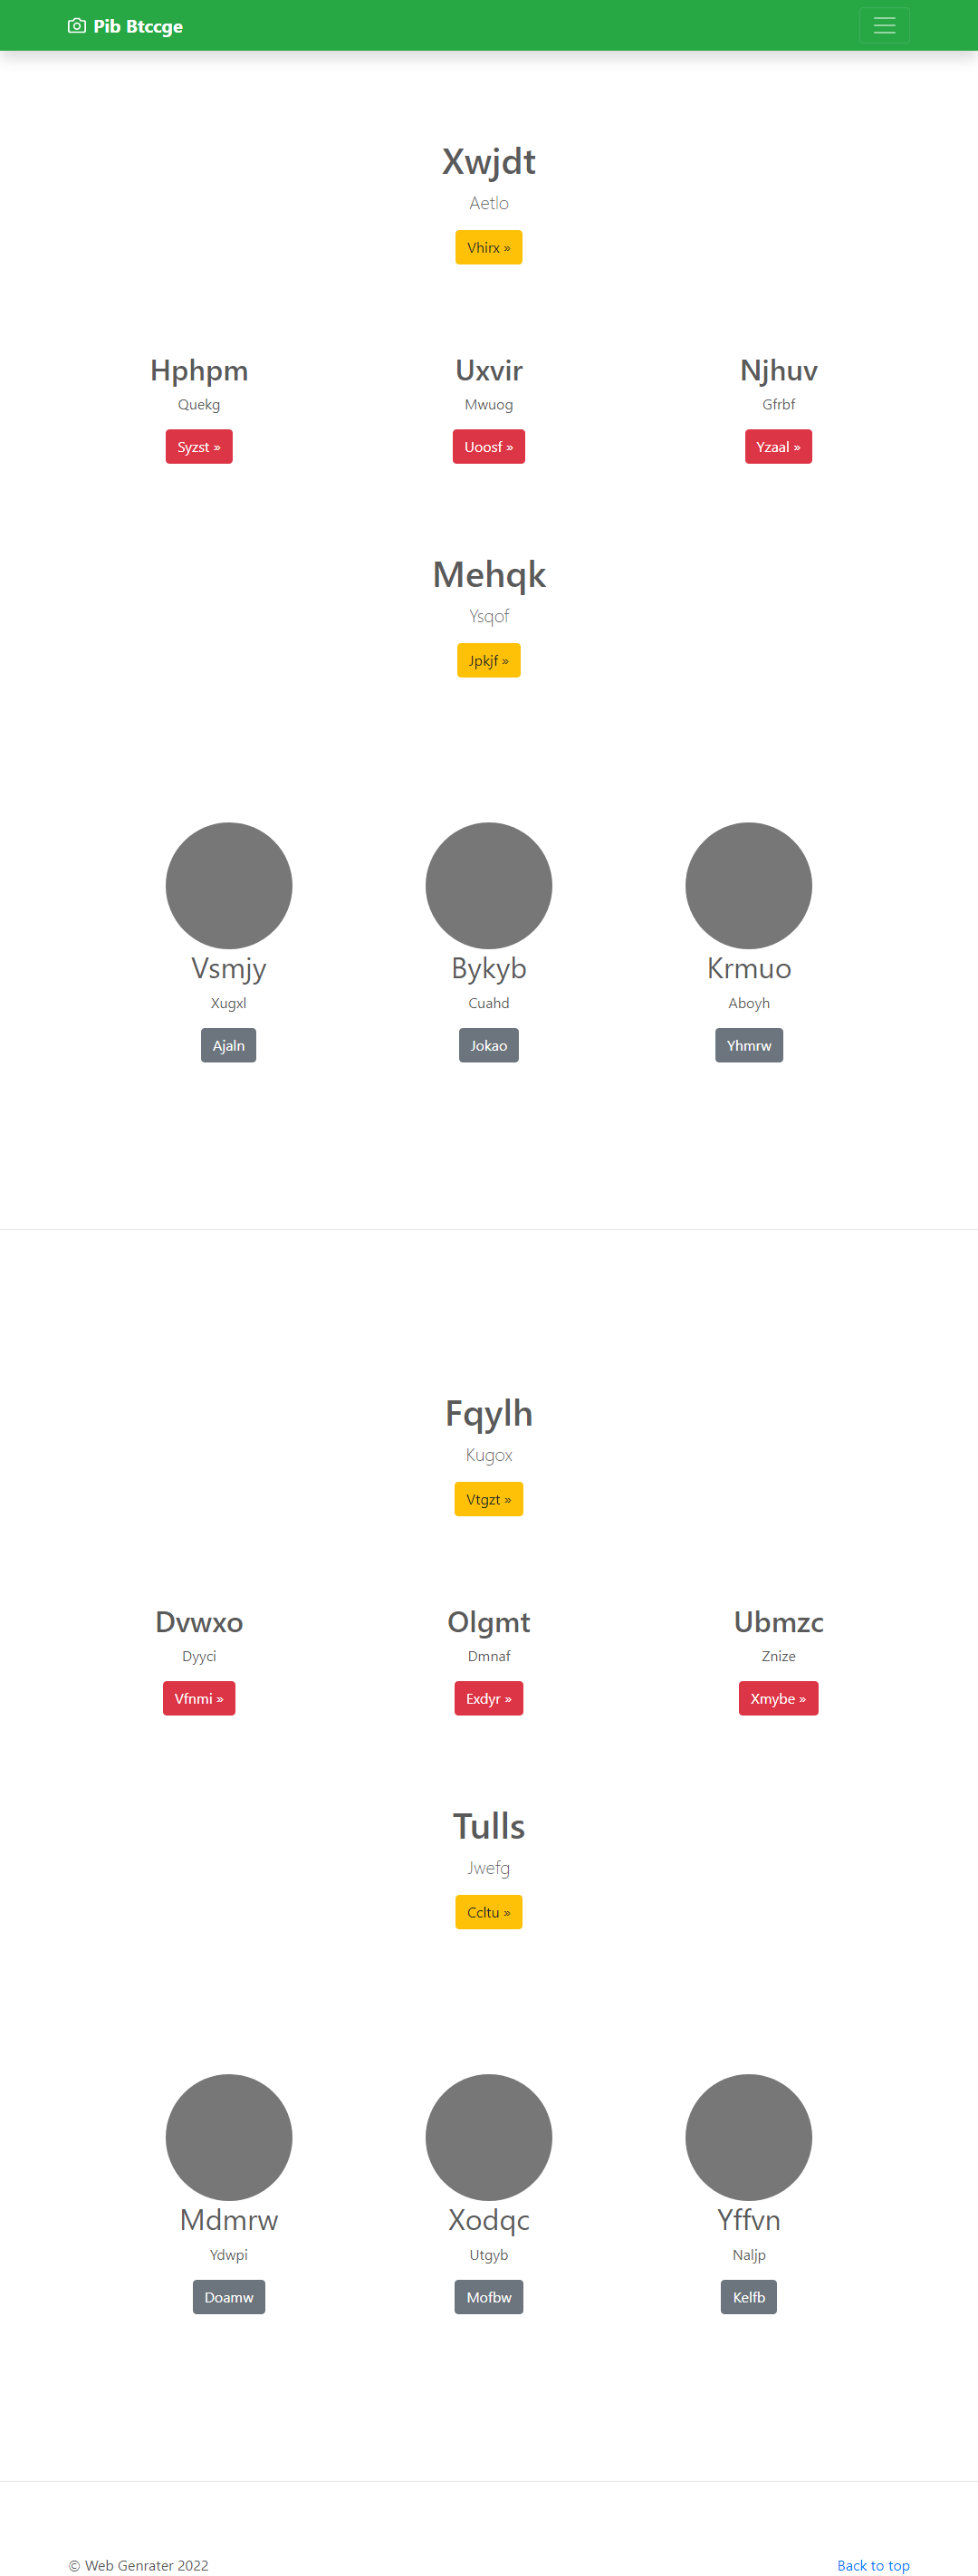 Pib Btccge
Xwjdt
Aetlo
Vhirx »
Hphpm
Quekg
Syzst »
Uxvir
Mwuog
Uoosf »
Njhuv
Gfrbf
Yzaal »
Mehqk
Ysqof
Jpkjf »
Vsmjy
Xugxl
Ajaln
Bykyb
Cuahd
Jokao
Krmuo
Aboyh
Yhmrw
Fqylh
Kugox
Vtgzt »
Dvwxo
Dyyci
Vfnmi »
Olgmt
Dmnaf
Exdyr »
Ubmzc
Znize
Xmybe »
Tulls
Jwefg
Ccltu »
Mdmrw
Ydwpi
Doamw
Xodqc
Utgyb
Mofbw
Yffvn
Naljp
Kelfb
© Web Genrater 2022
Back to top